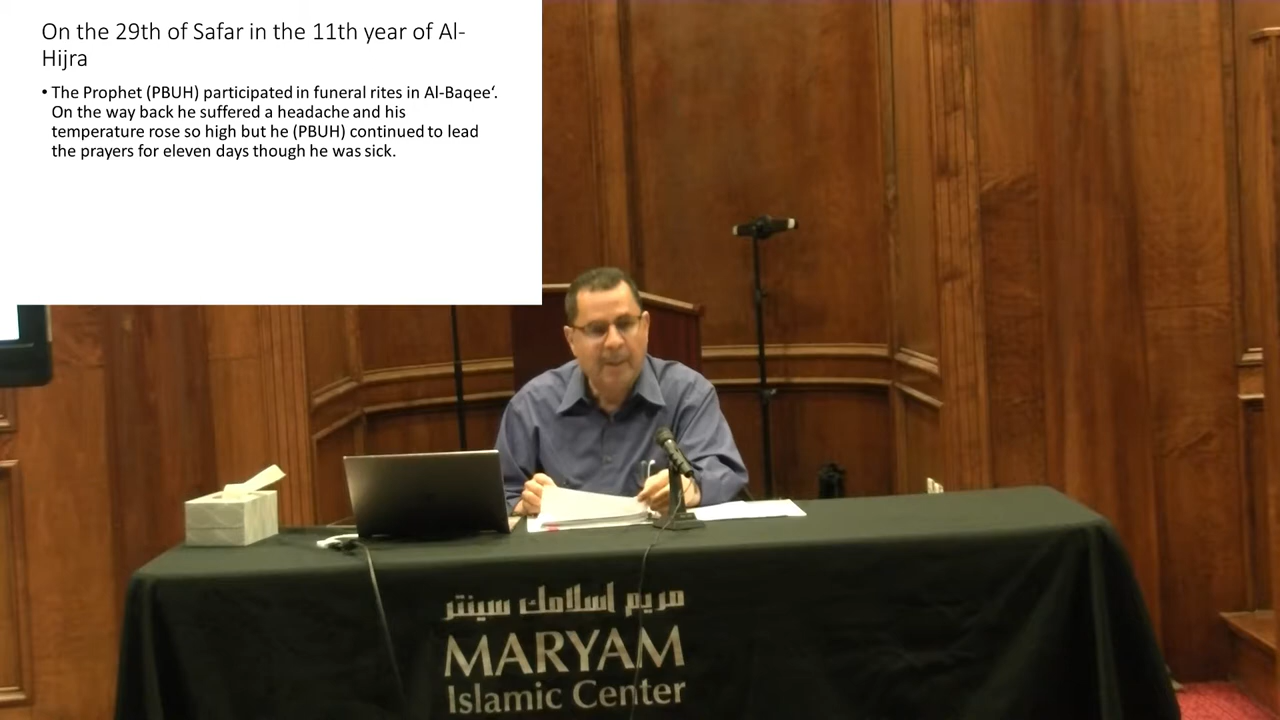 On the 29th of Safar in the 11th year of Al-
Hijra
• The Prophet (PBUH) participated in funeral rites in Al-Baqee‘.
On the way back he suffered a headache and his
temperature rose so high but he (PBUH) continued to lead
the prayers for eleven days though he was sick.
مريم اسلامك سينتر
MARYAM
Islamic Center